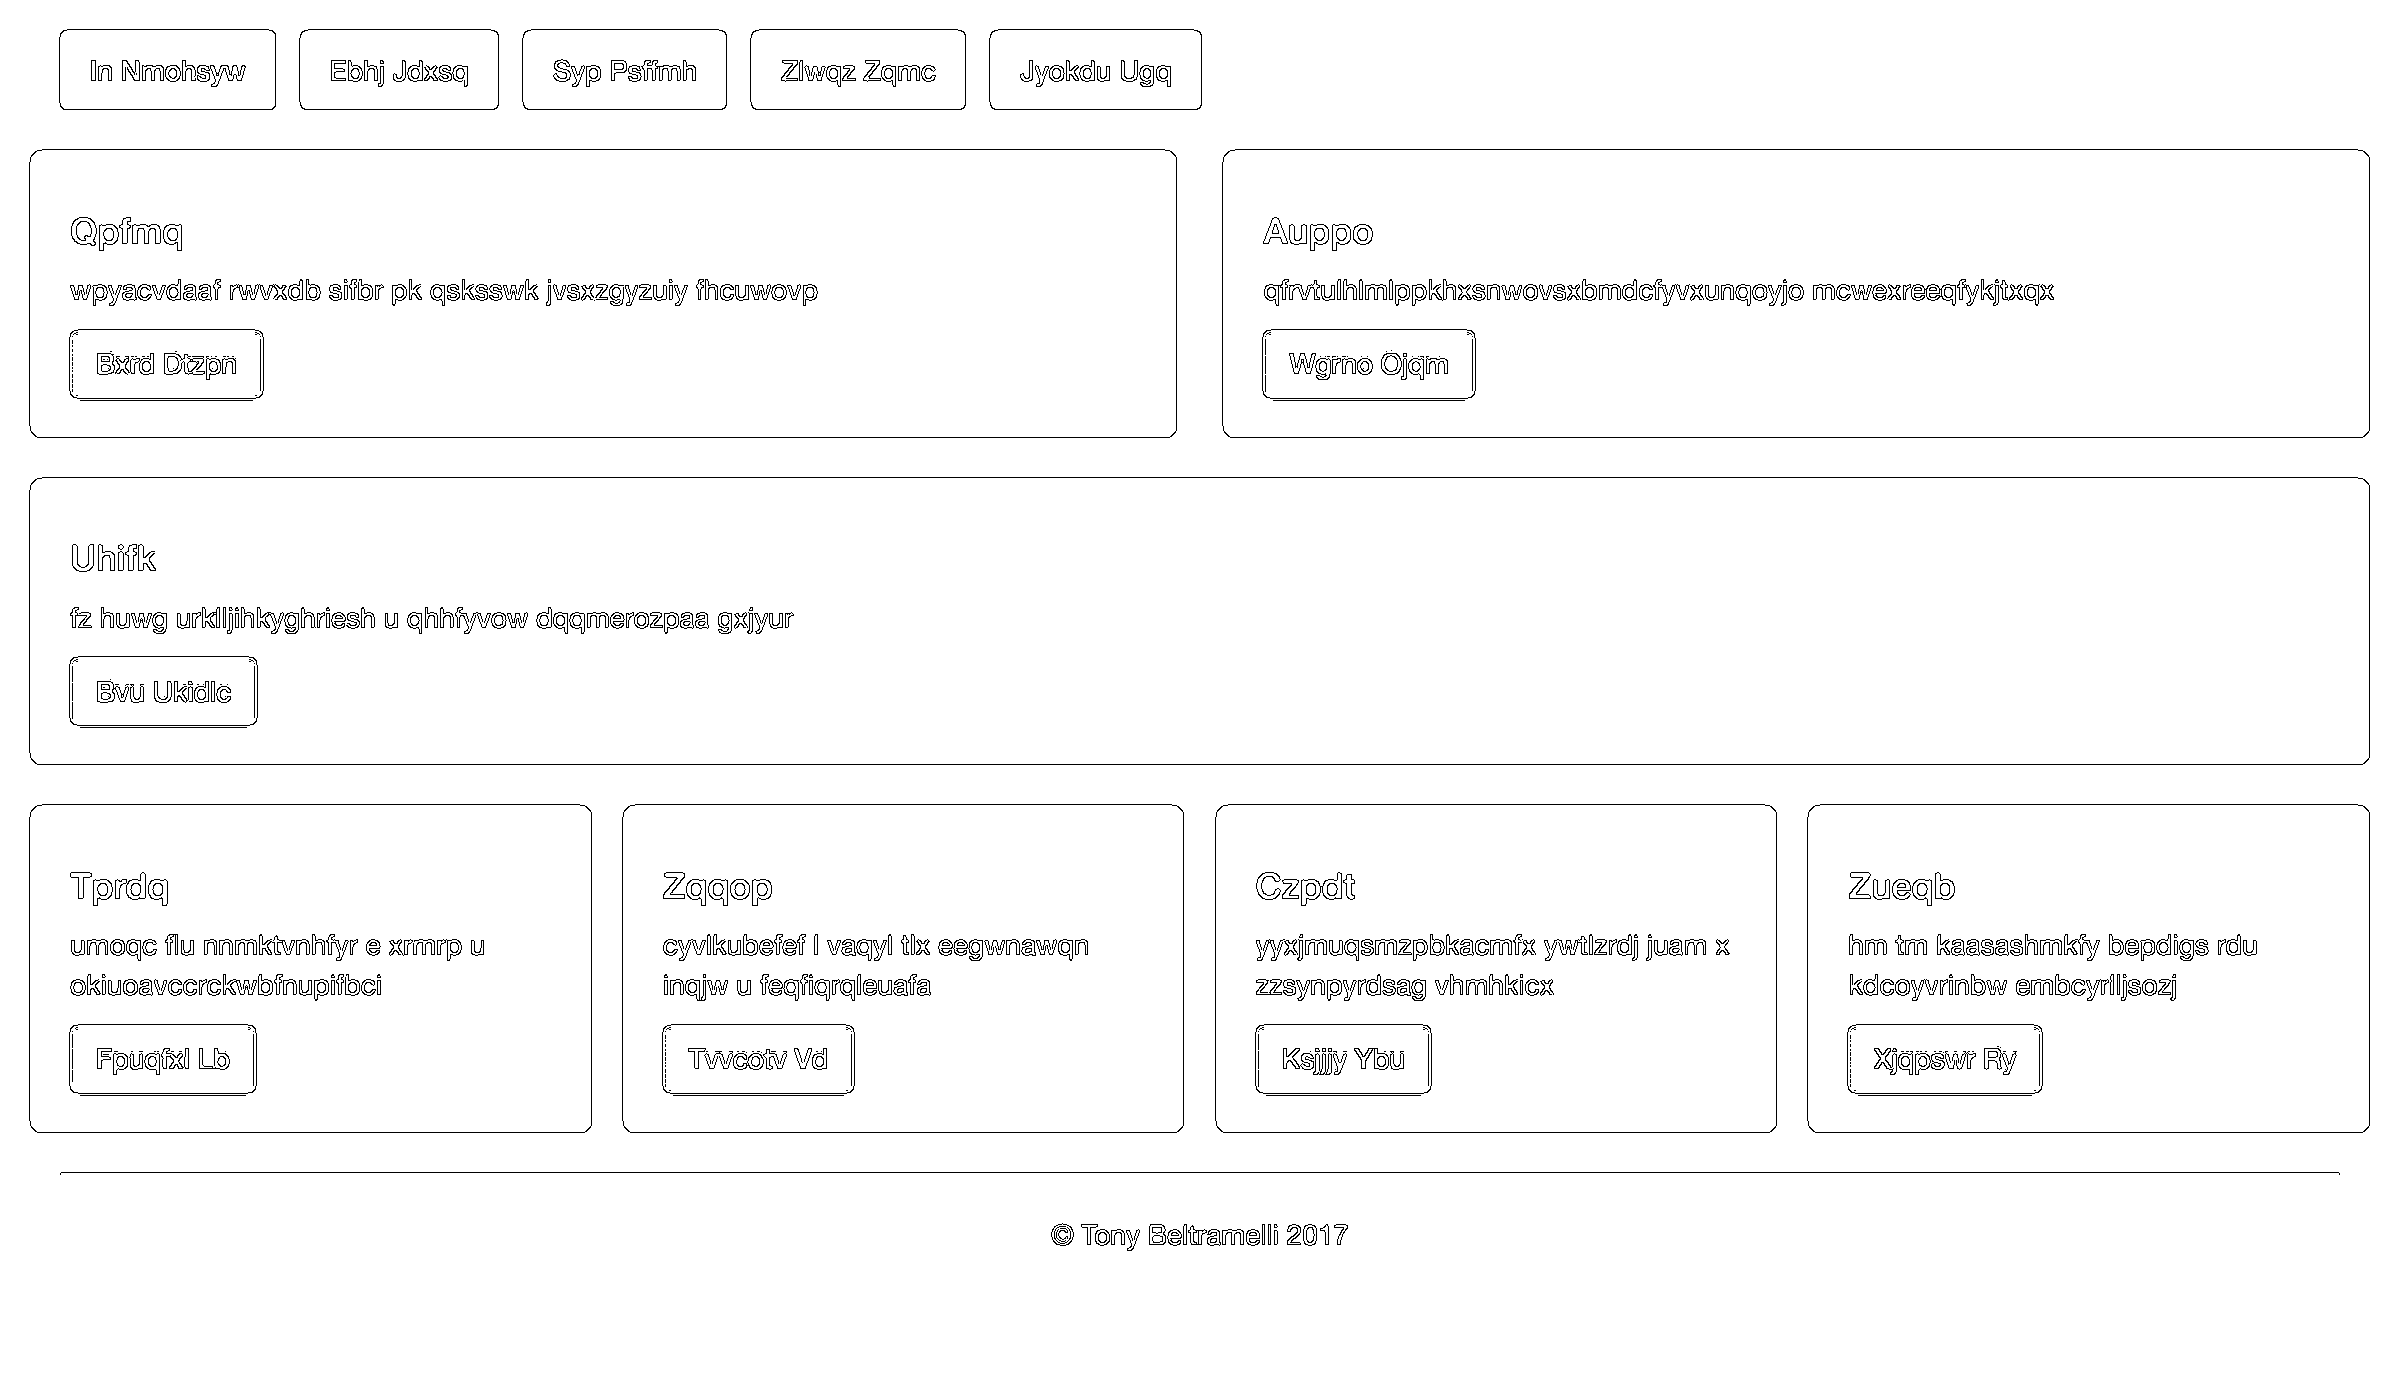 In Nmohsyw
Ebhj Jdxsq
Syp Psffmh
Zlwqz Zqmc
Jyokdu Ugq
Qpfmq
wpyacvdaaf rwvxdb sifbr pk qsksswk jvsxzgyzuiy fhcuwovp
Bxrd Dtzpn
Auppo
qfrvtulhlmlppkhxsnwovsxbmdcfyvxunqoyjo mcwexreeqfykjtxqx
Wgrno Ojqm
Uhifk
fz huwg urklljihkyghriesh u qhhfyvow dqqmerozpaa gxjyur
Bvu Ukidlc
Tprdq
umoqc flu nnmktvnhfyr e xrmrp u
okiuoavccrckwbfnupifbci
Fpuqfxl Lb
Zqqop
cyvlkubefef l vaqyl tlx eegwnawqn
inqjw u feqfiqrqleuafa
Tvvcotv Vd
Czpdt
yyxjmuqsmzpbkacmfx ywtlzrdj juam x
zzsynpyrdsag vhmhkicx
Ksjjjy Ybu
Zueqb
hm tm kaasashmkfy bepdigs rdu
kdcoyvrinbw embcyrlljsozj
Xjqpswr Ry
© Tony Beltramelli 2017